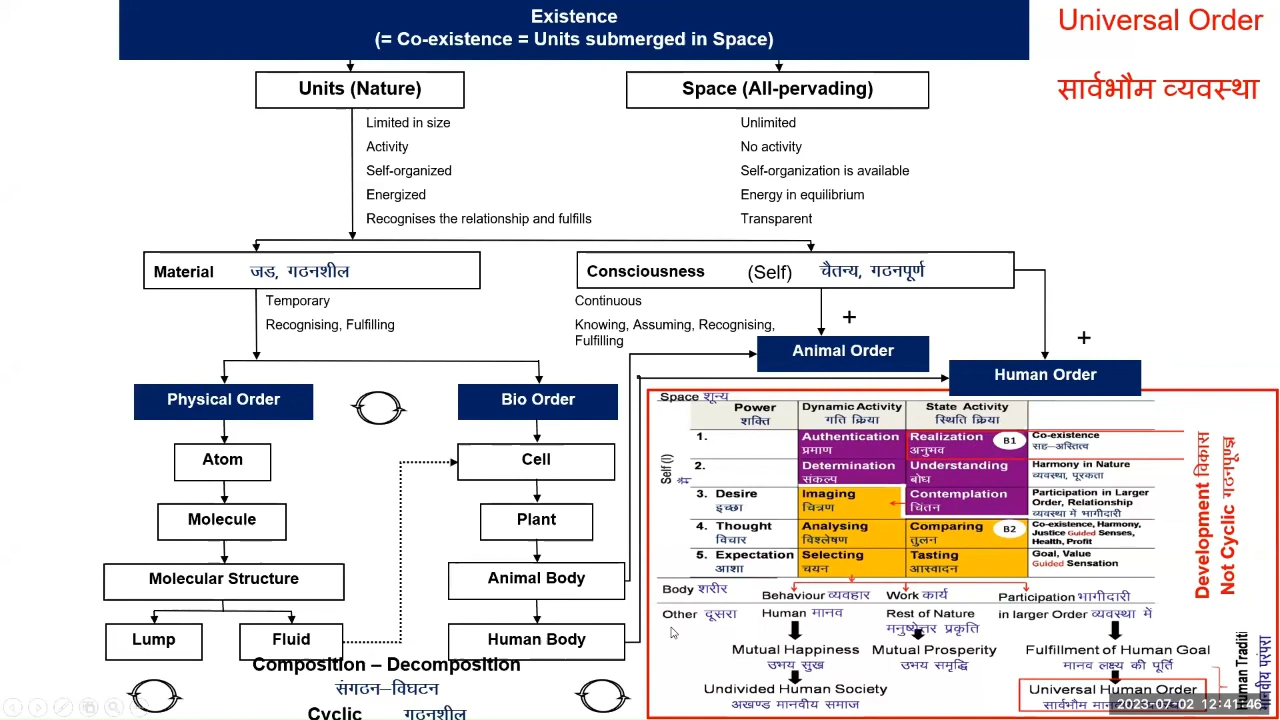 Existence
(= Co-existence = Units submerged in Space)
Universal Order
सार्वभौम व्यवस्था
Units (Nature)
Space (All-pervading)
Limited in size
Activity
Self-organized
Energized
Recognises the relationship and fulfills
Unlimited
No activity
Self-organization is available
Energy in equilibrium
Transparent
Material जड, गठनशील
Consciousness (Self) चैतन्य, गठनपूर्ण
Temporary
Recognising, Fulfilling
Continuous
Knowing, Assuming, Recognising,
Fulfilling
+
+
Animal Order
Human Order
Physical Order
Bio Order
Atom
Molecule
Molecular Structure
Lump
Fluid
Cell
Plant
Animal Body
Human Body
Composition – Decomposition
संगठन–विघटन
Cyclic गठनशील
Space शून्य
Power
शक्ति
Dynamic Activity
गति क्रिया
State Activity
स्थिति क्रिया
Self (I)
मैं
1.
Authentication
प्रमाण
Realization
अनुभव
B1
Co-existence
सह–अस्तित्व
2.
Determination
संकल्प
Understanding
बोध
Harmony in Nature
व्यवस्था, पूरकता
3. Desire
इच्छा
Imaging
चित्रण
Contemplation
चिंतन
Participation in Larger
Order, Relationship
व्यवस्था में भागीदारी
4. Thought
विचार
Analysing
विश्लेषण
Comparing
तुलन
B2
Co-existence, Harmony,
Justice Guided Senses,
Health, Profit
5. Expectation
आशा
Selecting
चयन
Tasting
आस्वादन
Goal, Value
Guided Sensation
Body शरीर
Behaviour व्यवहार
Work कार्य
Participation भागीदारी
Other दूसरा
Human मानव
Rest of Nature
मनुष्येत्तर प्रकृति
in larger Order व्यवस्था में
Mutual Happiness
उभय सुख
Mutual Prosperity
उभय समृद्धि
Fulfillment of Human Goal
मानव लक्ष्य की पूर्ति
Undivided Human Society
अखण्ड मानवीय समाज
Universal Human Order
सार्वभौम
Development विकास
Not Cyclic गठनपूर्ण
Human Traditi
मानवीय परंपरा
2023-07-02 12:41:46